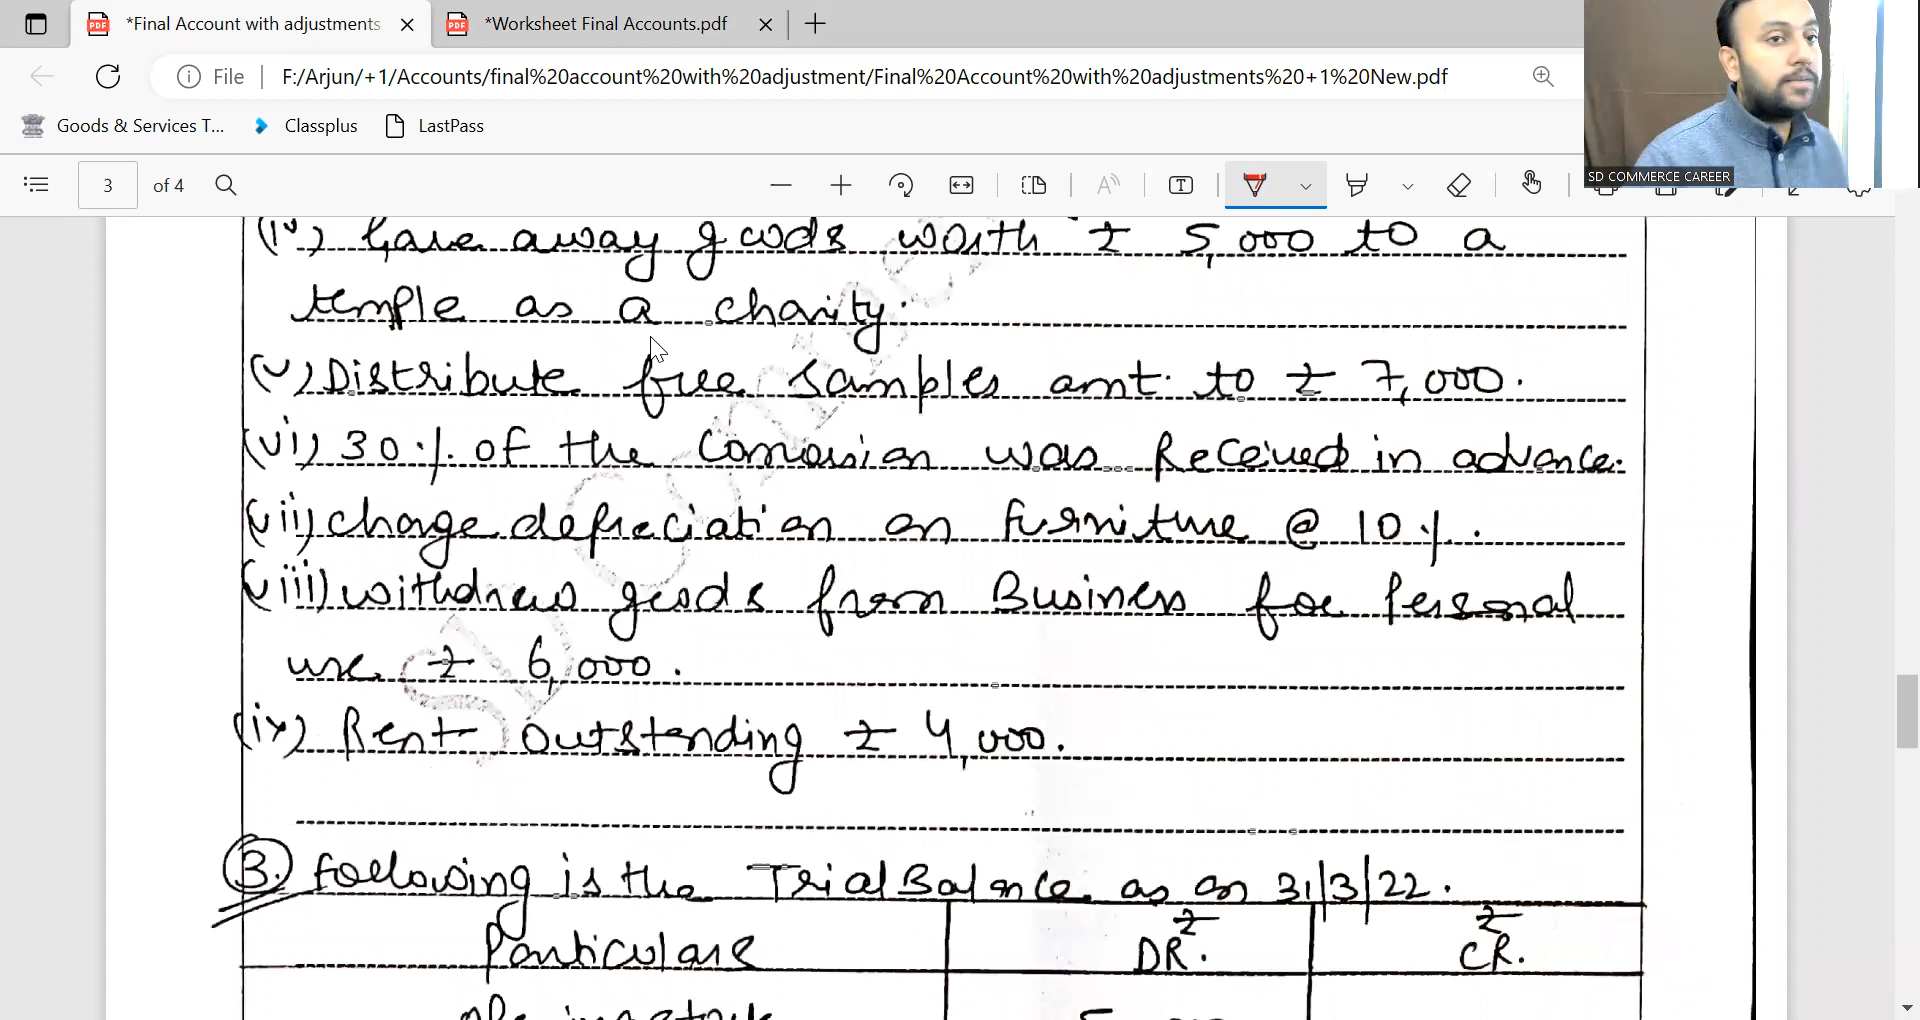 *Final Account with adjustments
*Worksheet Final Accounts.pdf
File F:/Arjun/+1/Accounts/final%20account%20with%20adjustment/Final%20Account%20with%20adjustments%20+1%20New.pdf
Goods & Services T... Classplus LastPass
3 of 4
SD COMMERCE CAREER
(iv) Gave away goods worth ₹ 5,000 to a
temple as a charity.
(v) Distribute free samples amt. to ₹ 7,000.
(vi) 30% of the Commission was Received in advance.
(vii) charge depreciation on furniture @ 10%.
(viii) withdrew goods from Business for Personal
use ₹ 6,000.
(ix) Rent Outstanding ₹ 4,000.
3. Following is the Trial Balance as on 31/3/22.
Particulars ₹ DR. ₹ CR.